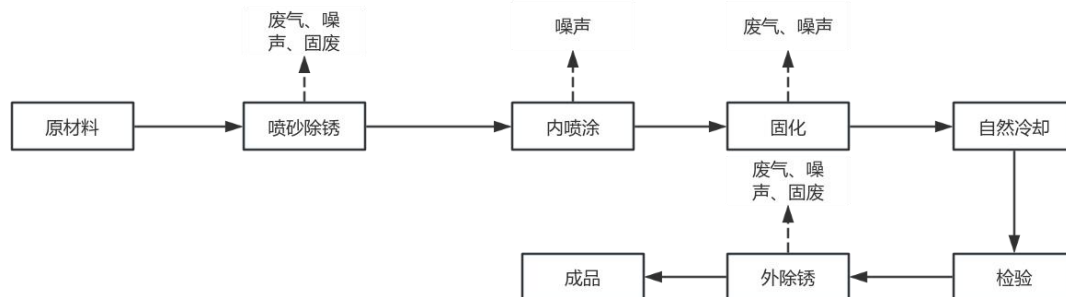 废气、噪
声、固废
噪声
废气、噪声
原材料
喷砂除锈
内喷涂
固化
自然冷却
废气、噪
声、固废
成品
外除锈
检验